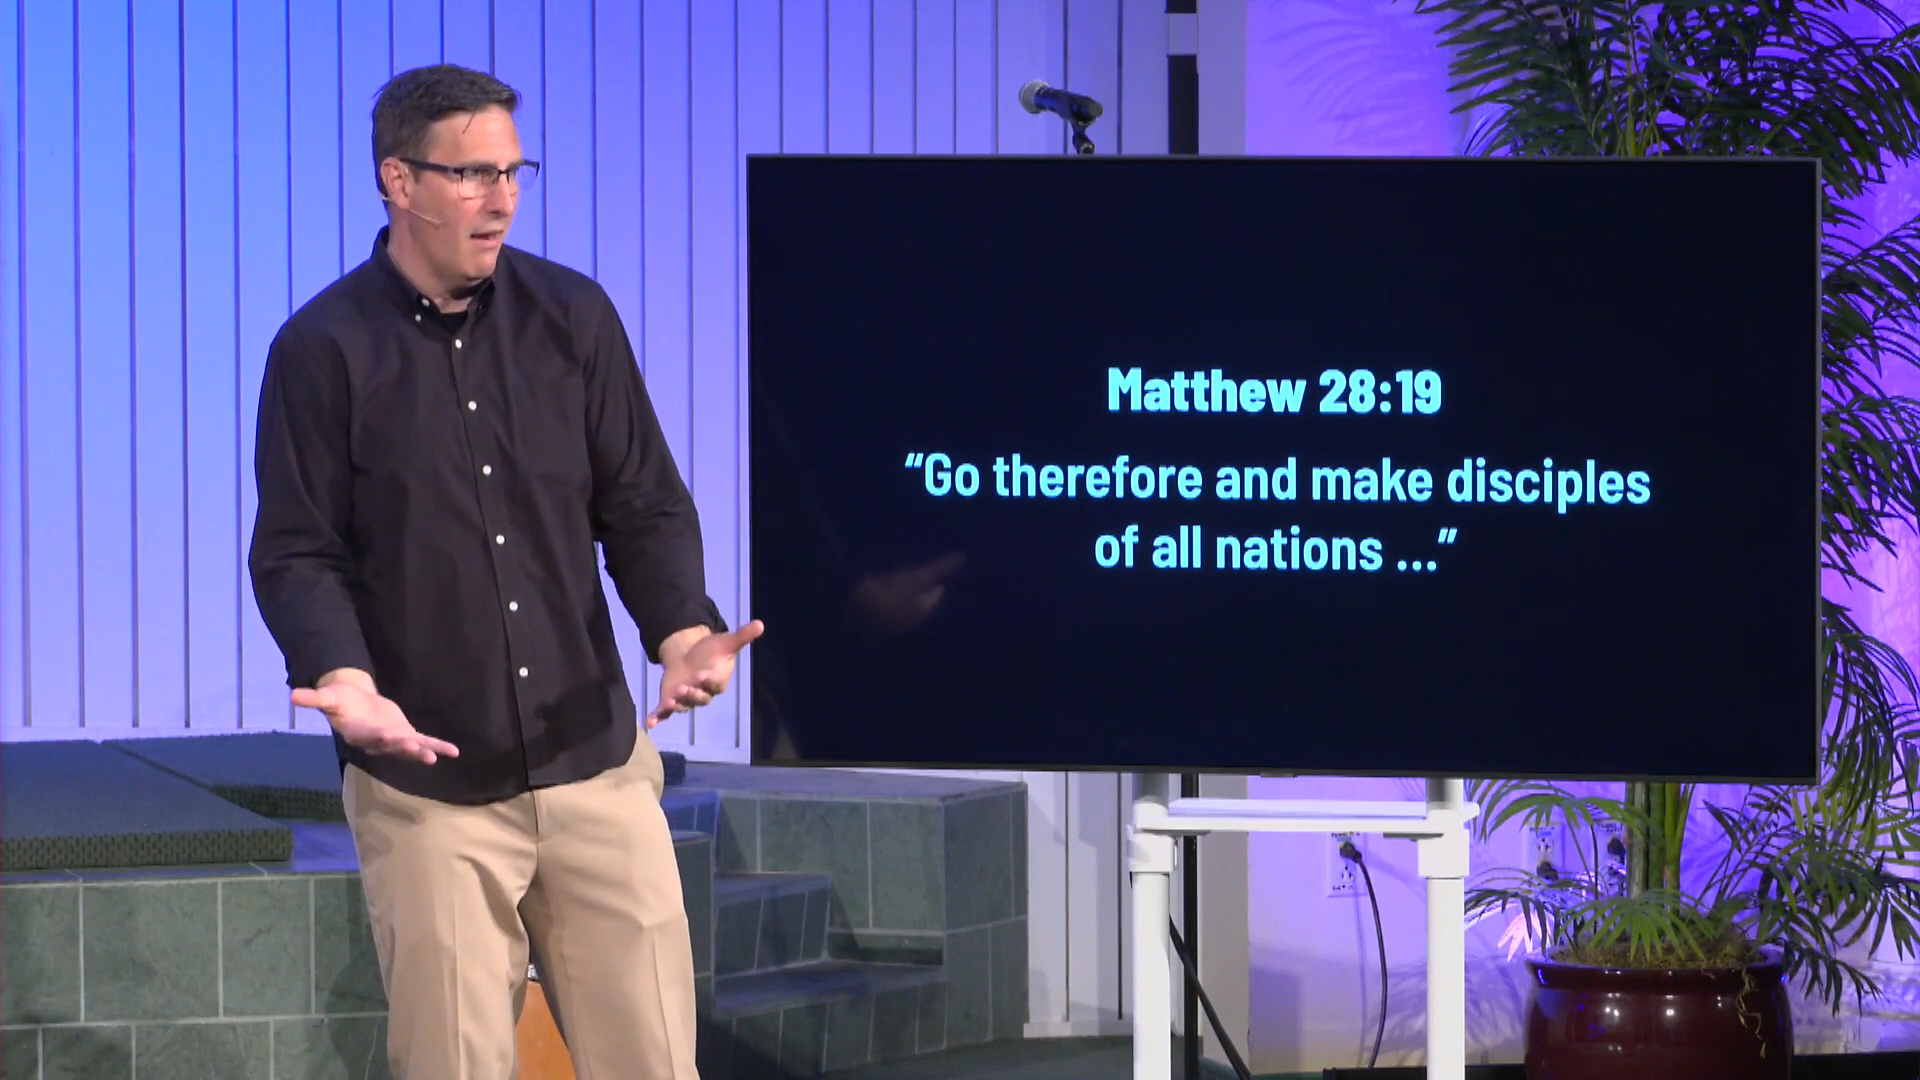 Matthew 28:19
“Go therefore and make disciples
of all nations ...”